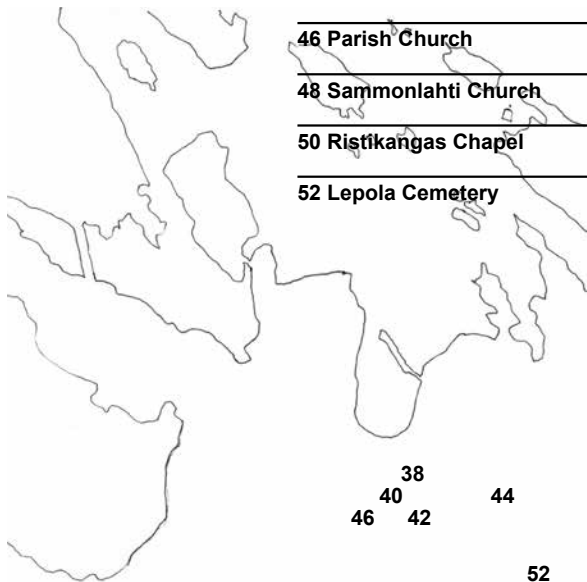 46 Parish Church
48 Sammonlahti Church
50 Ristikangas Chapel
52 Lepola Cemetery
38
40 44
46 42
52